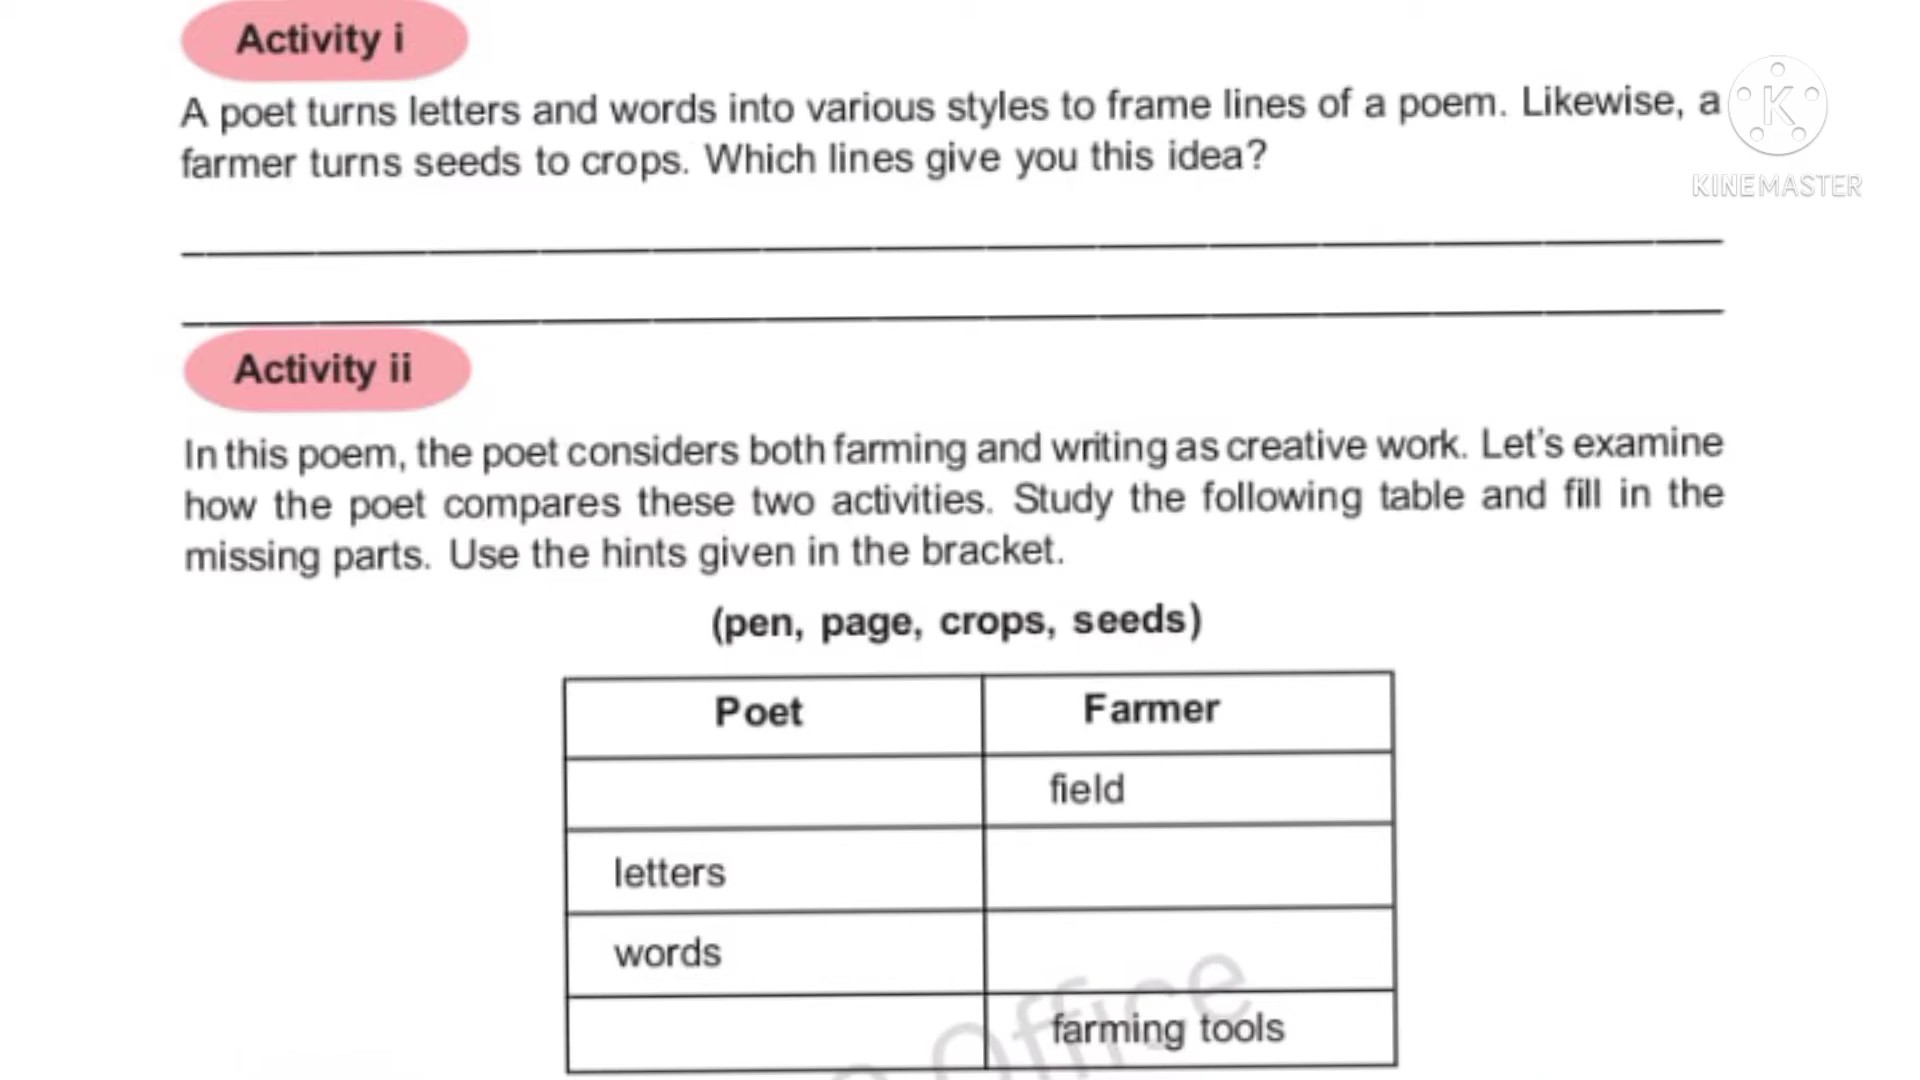 Activity i
A poet turns letters and words into various styles to frame lines of a poem. Likewise, a
farmer turns seeds to crops. Which lines give you this idea?
KINEMASTER
Activity ii
In this poem, the poet considers both farming and writing as creative work. Let's examine
how the poet compares these two activities. Study the following table and fill in the
missing parts. Use the hints given in the bracket.
(pen, page, crops, seeds)
Poet Farmer
field
letters
words
farming tools
Office